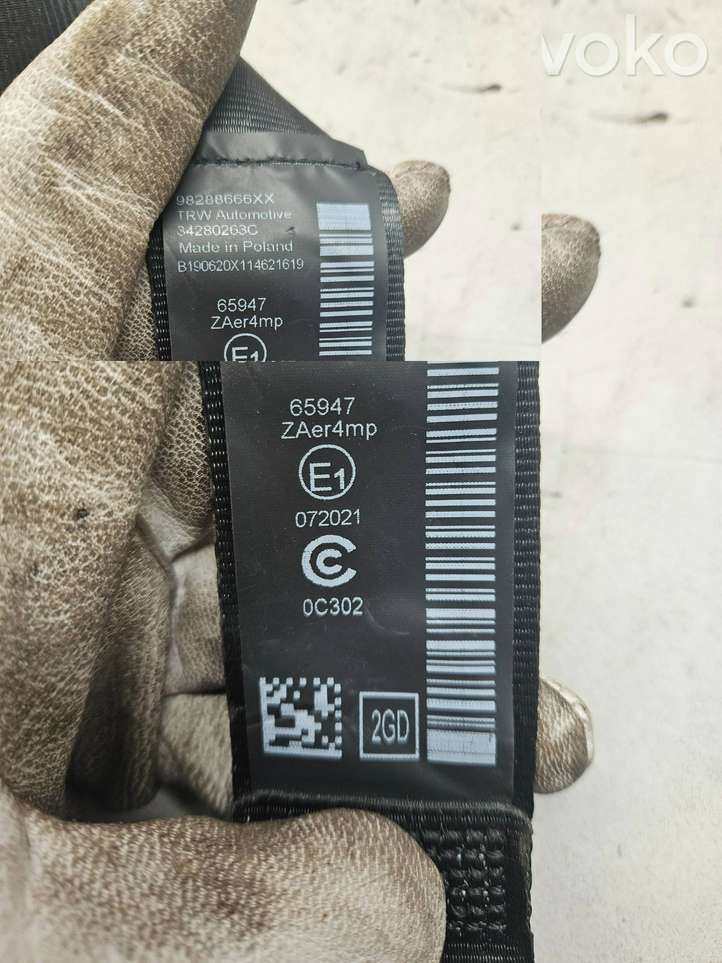 voko
98288666XX
TRW Automotive
34280263C
Made in Poland
B190620X114621619
65947
ZAer4mp
E1
65947
ZAer4mp
E1
072021
C
0C302
2GD